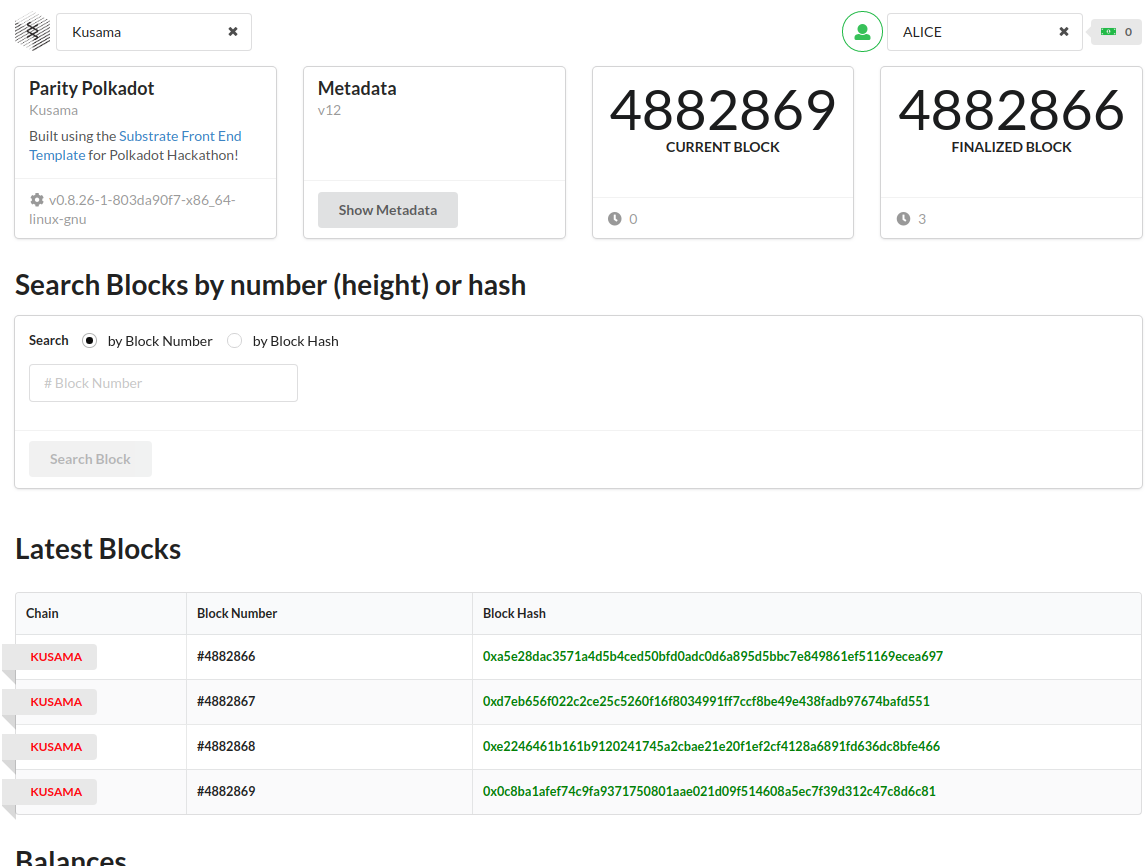 Kusama
ALICE
0
Parity Polkadot
Kusama
Built using the Substrate Front End
Template for Polkadot Hackathon!
v0.8.26-1-803da90f7-x86_64-
linux-gnu
Metadata
v12
Show Metadata
4882869
CURRENT BLOCK
0
4882866
FINALIZED BLOCK
3
Search Blocks by number (height) or hash
Search by Block Number by Block Hash
# Block Number
Search Block
Latest Blocks
Chain Block Number Block Hash
KUSAMA #4882866 0xa5e28dac3571a4d5b4ced50bfd0adc0d6a895d5bbc7e849861ef51169ecea697
KUSAMA #4882867 0xd7eb656f022c2ce25c5260f16f8034991ff7ccf8be49e438fadb97674bafd551
KUSAMA #4882868 0xe2246461b161b9120241745a2cbae21e20f1ef2cf4128a6891fd636dc8bfe466
KUSAMA #4882869 0x0c8ba1afef74c9fa9371750801aae021d09f514608a5ec7f39d312c47c8d6c81
Balances